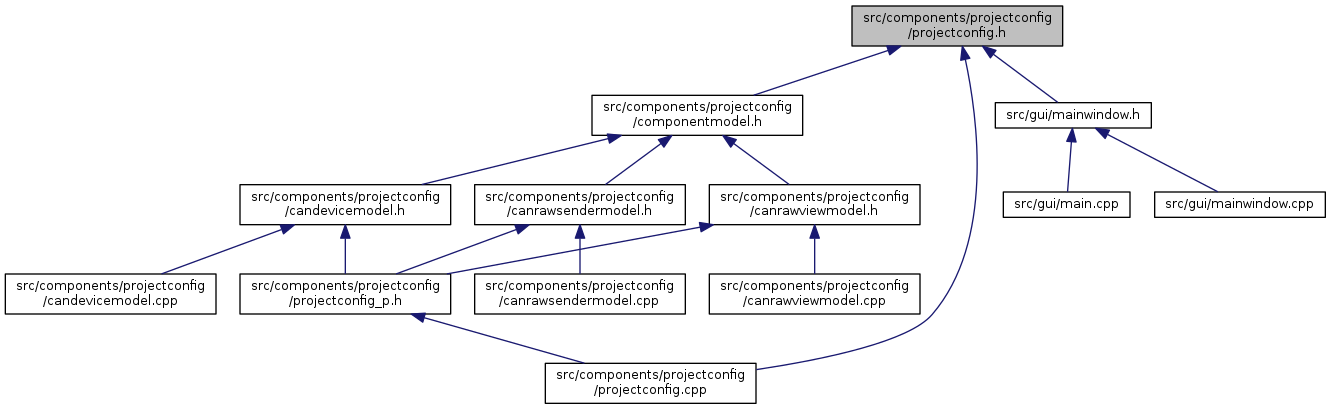 src/components/projectconfig
/projectconfig.h
src/components/projectconfig
/componentmodel.h
src/gui/mainwindow.h
src/components/projectconfig
/candevicemodel.h
src/components/projectconfig
/canrawsendermodel.h
src/components/projectconfig
/canrawviewmodel.h
src/gui/main.cpp
src/gui/mainwindow.cpp
src/components/projectconfig
/candevicemodel.cpp
src/components/projectconfig
/projectconfig_p.h
src/components/projectconfig
/canrawsendermodel.cpp
src/components/projectconfig
/canrawviewmodel.cpp
src/components/projectconfig
/projectconfig.cpp